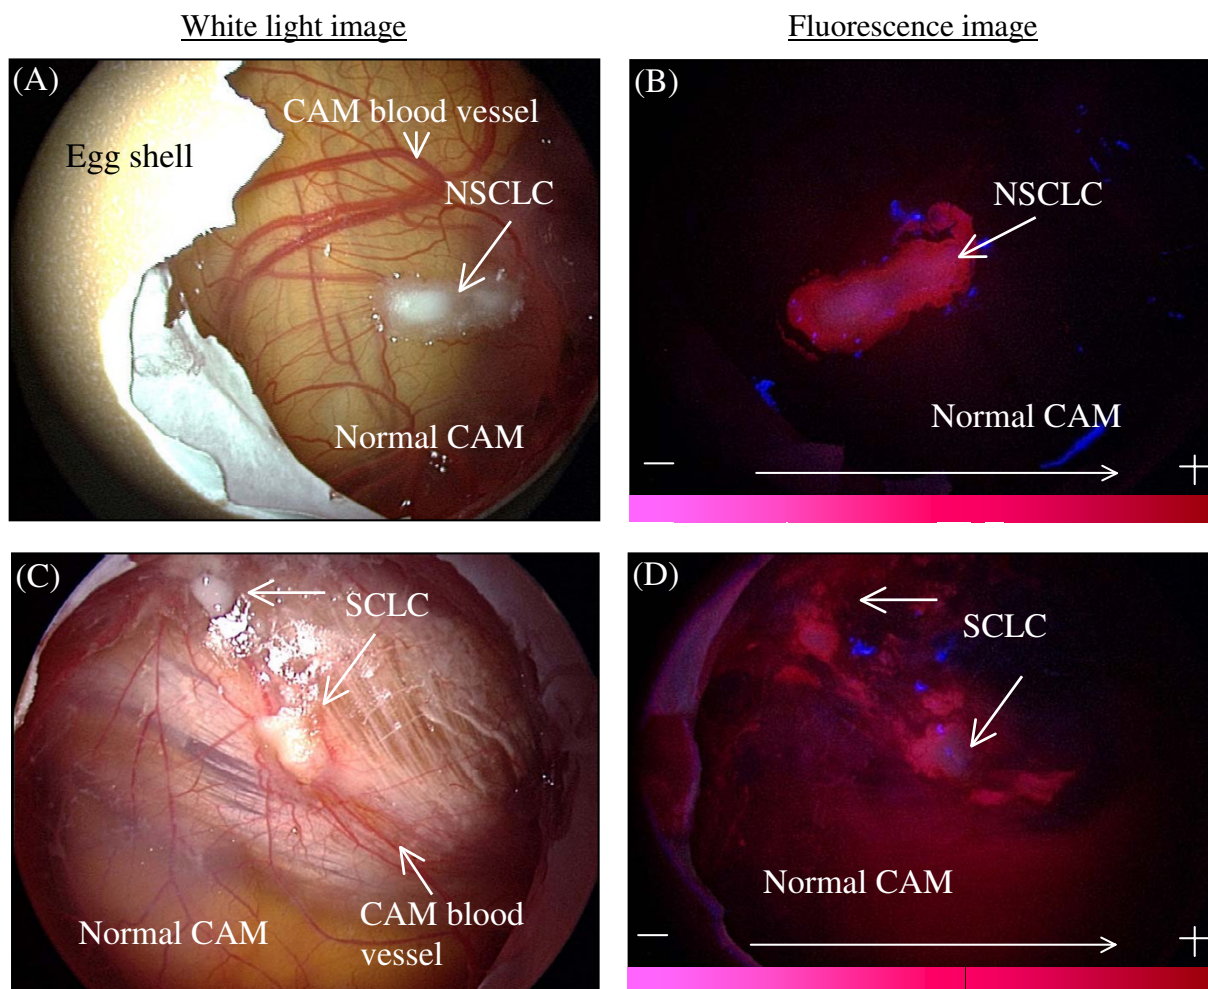 White light image
Fluorescence image
(A)
CAM blood vessel
Egg shell
NSCLC
Normal CAM
(B)
NSCLC
Normal CAM
—
+
(C)
SCLC
CAM blood
vessel
Normal CAM
(D)
SCLC
Normal CAM
—
+